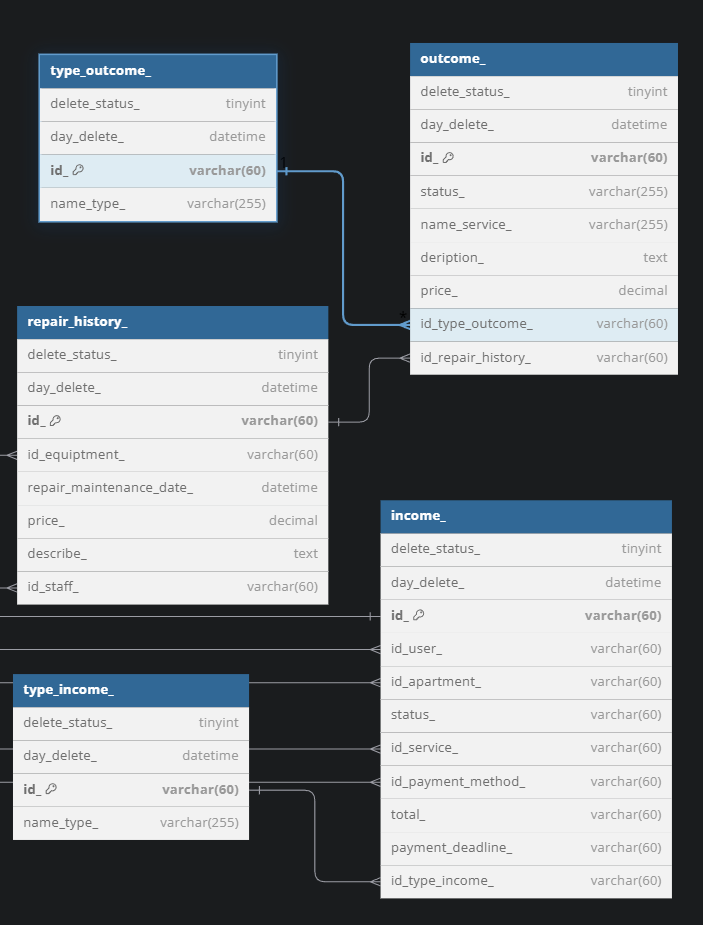 type_outcome_
delete_status_ tinyint
day_delete_ datetime
id_ varchar(60)
name_type_ varchar(255)
1
outcome_
delete_status_ tinyint
day_delete_ datetime
id_ varchar(60)
status_ varchar(255)
name_service_ varchar(255)
deription_ text
price_ decimal
*
id_type_outcome_ varchar(60)
id_repair_history_ varchar(60)
repair_history_
delete_status_ tinyint
day_delete_ datetime
id_ varchar(60)
id_equiptment_ varchar(60)
repair_maintenance_date_ datetime
price_ decimal
describe_ text
id_staff_ varchar(60)
income_
delete_status_ tinyint
day_delete_ datetime
id_ varchar(60)
id_user_ varchar(60)
id_apartment_ varchar(60)
status_ varchar(60)
id_service_ varchar(60)
id_payment_method_ varchar(60)
total_ varchar(60)
payment_deadline_ varchar(60)
id_type_income_ varchar(60)
type_income_
delete_status_ tinyint
day_delete_ datetime
id_ varchar(60)
name_type_ varchar(255)